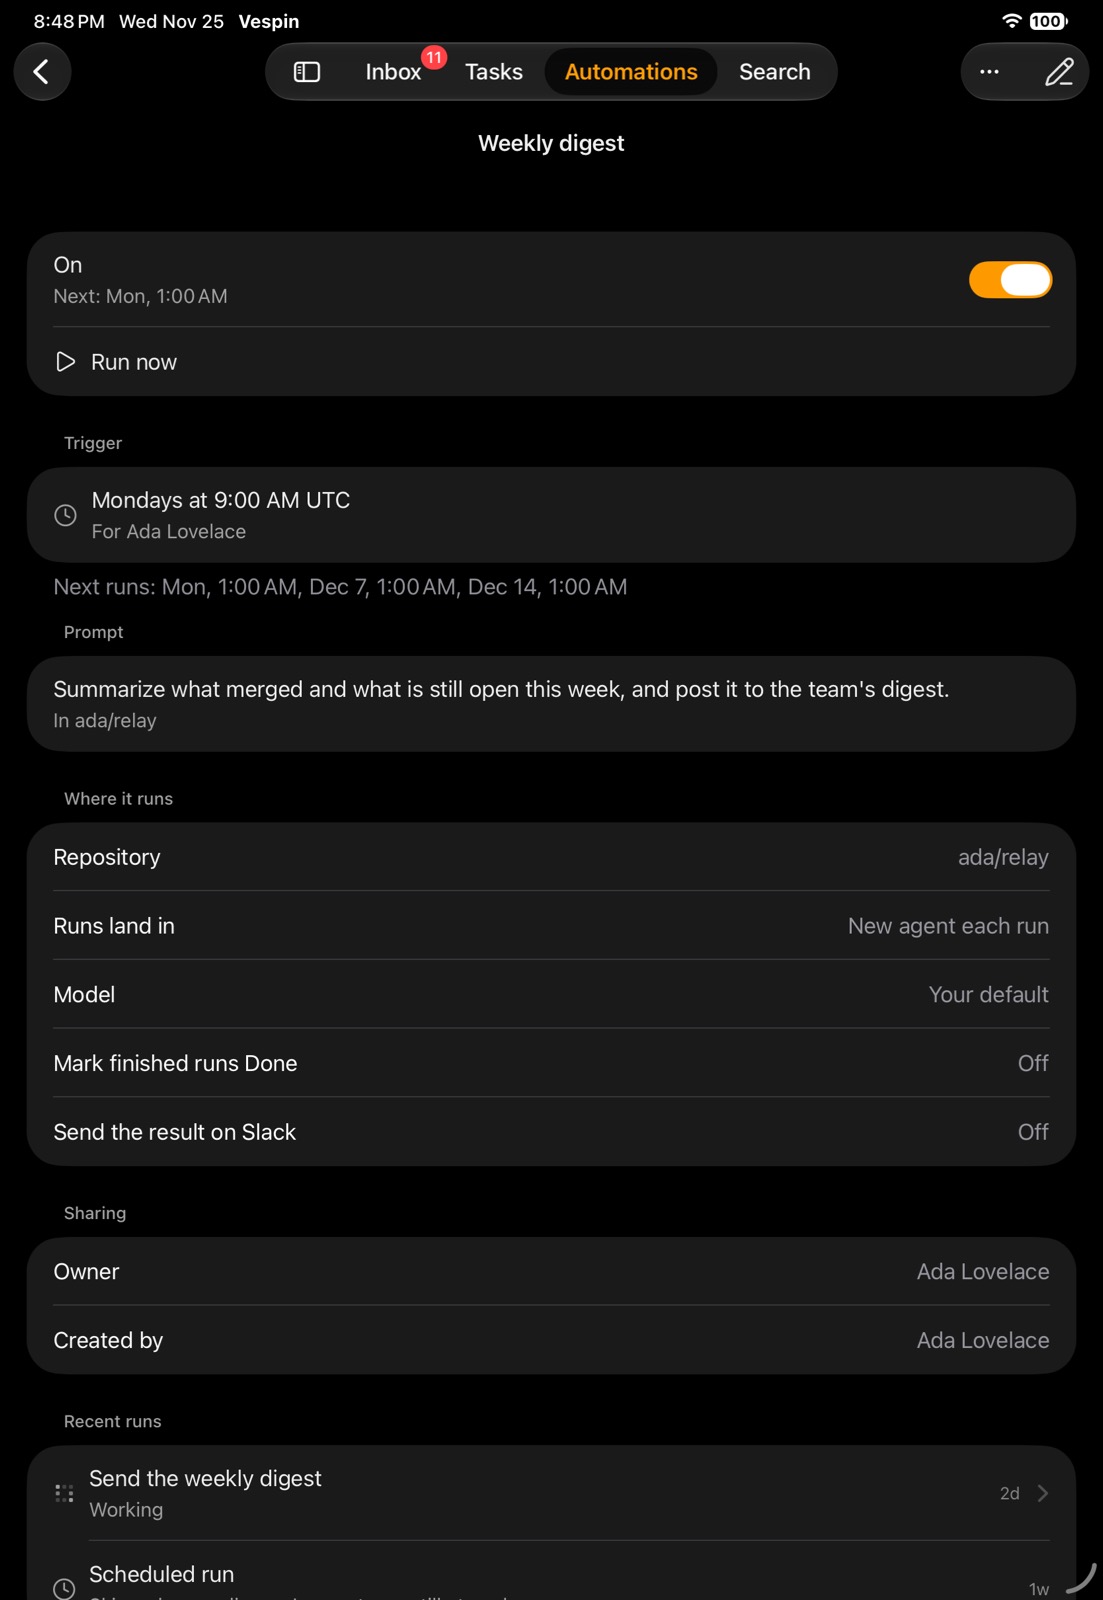 8:48 PM Wed Nov 25 Vespin
100
Inbox 11 Tasks Automations Search
Weekly digest
On
Next: Mon, 1:00 AM
Run now
Trigger
Mondays at 9:00 AM UTC
For Ada Lovelace
Next runs: Mon, 1:00 AM, Dec 7, 1:00 AM, Dec 14, 1:00 AM
Prompt
Summarize what merged and what is still open this week, and post it to the team's digest.
In ada/relay
Where it runs
Repository ada/relay
Runs land in New agent each run
Model Your default
Mark finished runs Done Off
Send the result on Slack Off
Sharing
Owner Ada Lovelace
Created by Ada Lovelace
Recent runs
Send the weekly digest
Working
2d
Scheduled run
1w